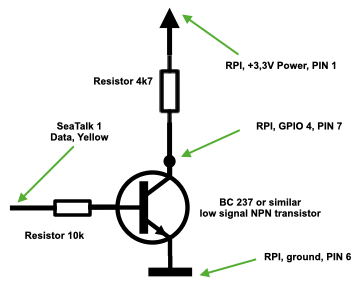 RPI, +3,3V Power, PIN 1
Resistor 4k7
SeaTalk 1
Data, Yellow
RPI, GPIO 4, PIN 7
BC 237 or similar
low signal NPN transistor
Resistor 10k
RPI, ground, PIN 6